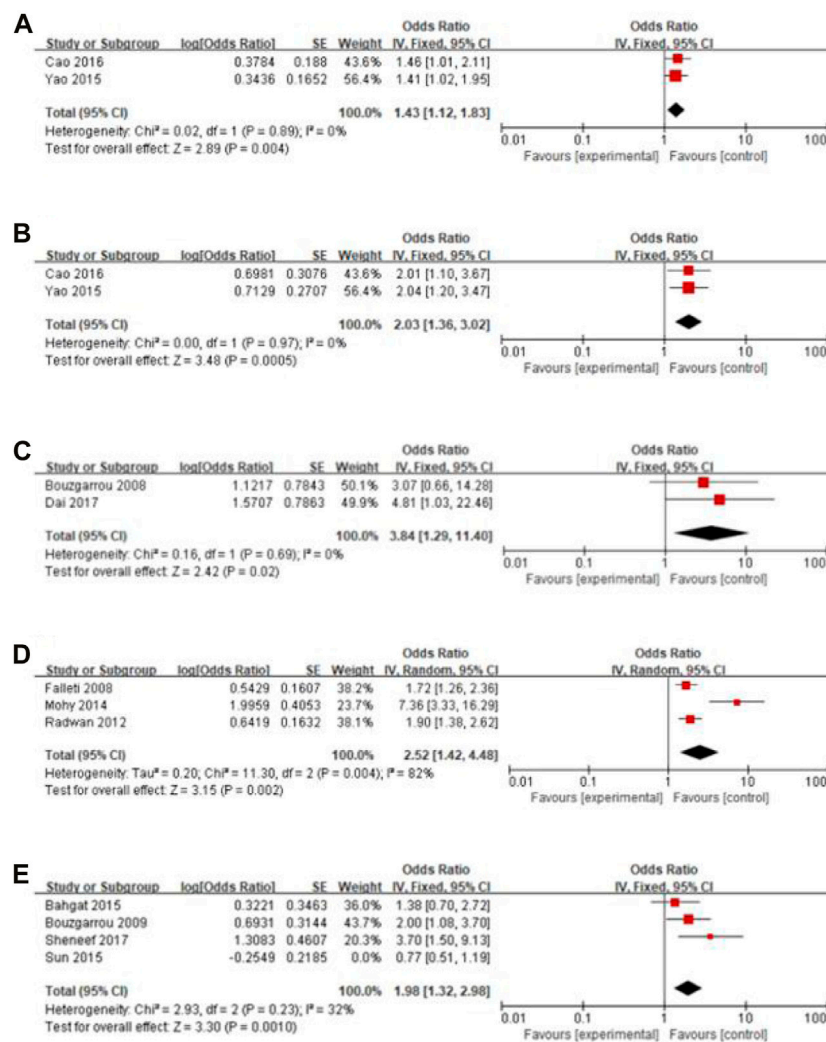 A
Odds Ratio Odds Ratio
Study or Subgroup log[Odds Ratio] SE Weight IV, Fixed, 95% CI IV, Fixed, 95% CI
Cao 2016 0.3784 0.188 43.6% 1.46 [1.01, 2.11]
Yao 2015 0.3436 0.1652 56.4% 1.41 [1.02, 1.95]
Total (95% CI) 100.0% 1.43 [1.12, 1.83]
Heterogeneity: Chi² = 0.02, df = 1 (P = 0.89); I² = 0%
Test for overall effect: Z = 2.89 (P = 0.004)
0.01 0.1 1 10 100
Favours [experimental] Favours [control]
B
Odds Ratio Odds Ratio
Study or Subgroup log[Odds Ratio] SE Weight IV, Fixed, 95% CI IV, Fixed, 95% CI
Cao 2016 0.6981 0.3076 43.6% 2.01 [1.10, 3.67]
Yao 2015 0.7129 0.2707 56.4% 2.04 [1.20, 3.47]
Total (95% CI) 100.0% 2.03 [1.36, 3.02]
Heterogeneity: Chi² = 0.00, df = 1 (P = 0.97); I² = 0%
Test for overall effect: Z = 3.48 (P = 0.0005)
0.01 0.1 1 10 100
Favours [experimental] Favours [control]
C
Odds Ratio Odds Ratio
Study or Subgroup log[Odds Ratio] SE Weight IV, Fixed, 95% CI IV, Fixed, 95% CI
Bouzgarrou 2008 1.1217 0.7843 50.1% 3.07 [0.66, 14.28]
Dai 2017 1.5707 0.7863 49.9% 4.81 [1.03, 22.46]
Total (95% CI) 100.0% 3.84 [1.29, 11.40]
Heterogeneity: Chi² = 0.16, df = 1 (P = 0.69); I² = 0%
Test for overall effect: Z = 2.42 (P = 0.02)
0.01 0.1 1 10 100
Favours [experimental] Favours [control]
D
Odds Ratio Odds Ratio
Study or Subgroup log[Odds Ratio] SE Weight IV, Random, 95% CI IV, Random, 95% CI
Falleti 2008 0.5429 0.1607 38.2% 1.72 [1.26, 2.36]
Mohy 2014 1.9959 0.4053 23.7% 7.36 [3.33, 16.29]
Radwan 2012 0.6419 0.1632 38.1% 1.90 [1.38, 2.62]
Total (95% CI) 100.0% 2.52 [1.42, 4.48]
Heterogeneity: Tau² = 0.20; Chi² = 11.30, df = 2 (P = 0.004); I² = 82%
Test for overall effect: Z = 3.15 (P = 0.002)
0.01 0.1 1 10 100
Favours [experimental] Favours [control]
E
Odds Ratio Odds Ratio
Study or Subgroup log[Odds Ratio] SE Weight IV, Fixed, 95% CI IV, Fixed, 95% CI
Bahgat 2015 0.3221 0.3463 36.0% 1.38 [0.70, 2.72]
Bouzgarrou 2009 0.6931 0.3144 43.7% 2.00 [1.08, 3.70]
Sheneef 2017 1.3083 0.4607 20.3% 3.70 [1.50, 9.13]
Sun 2015 -0.2549 0.2185 0.0% 0.77 [0.51, 1.19]
Total (95% CI) 100.0% 1.98 [1.32, 2.98]
Heterogeneity: Chi² = 2.93, df = 2 (P = 0.23); I² = 32%
Test for overall effect: Z = 3.30 (P = 0.0010)
0.01 0.1 1 10 100
Favours [experimental] Favours [control]